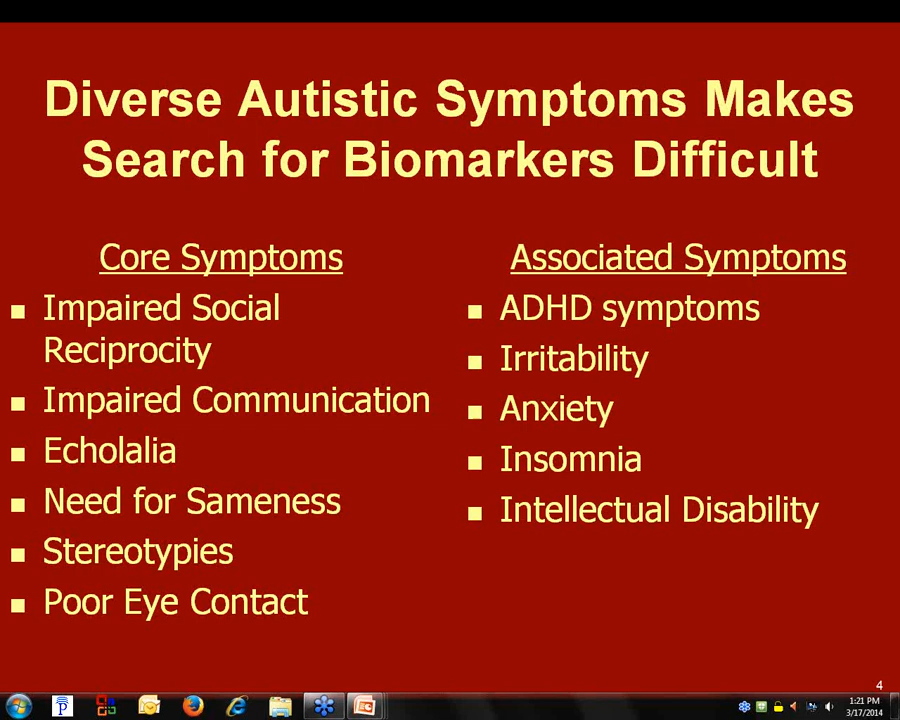 Diverse Autistic Symptoms Makes
Search for Biomarkers Difficult
Core Symptoms
Impaired Social
Reciprocity
Impaired Communication
Echolalia
Need for Sameness
Stereotypies
Poor Eye Contact
Associated Symptoms
ADHD symptoms
Irritability
Anxiety
Insomnia
Intellectual Disability
4
1:21 PM
3/17/2014